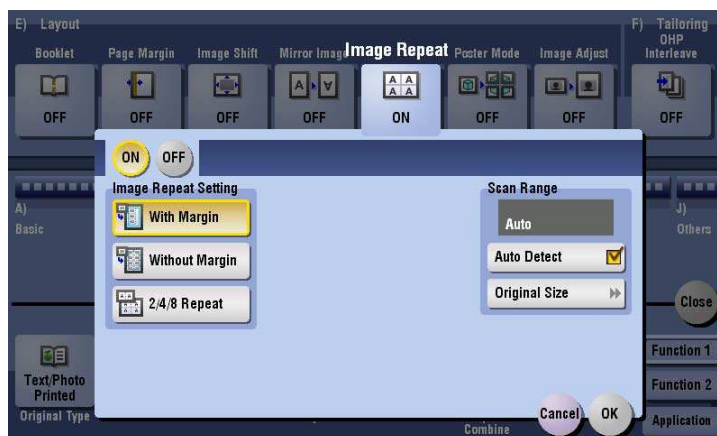 E) Layout
F) Tailoring
Booklet
Page Margin
Image Shift
Mirror Image
Image Repeat
Poster Mode
Image Adjust
OHP
Interleave
OFF
OFF
OFF
OFF
ON
OFF
OFF
OFF
ON
OFF
Image Repeat Setting
With Margin
Without Margin
2/4/8 Repeat
Scan Range
Auto
Auto Detect
Original Size
A)
Basic
J)
Others
Close
Text/Photo
Printed
Original Type
Function 1
Function 2
Application
Cancel
OK
Combine